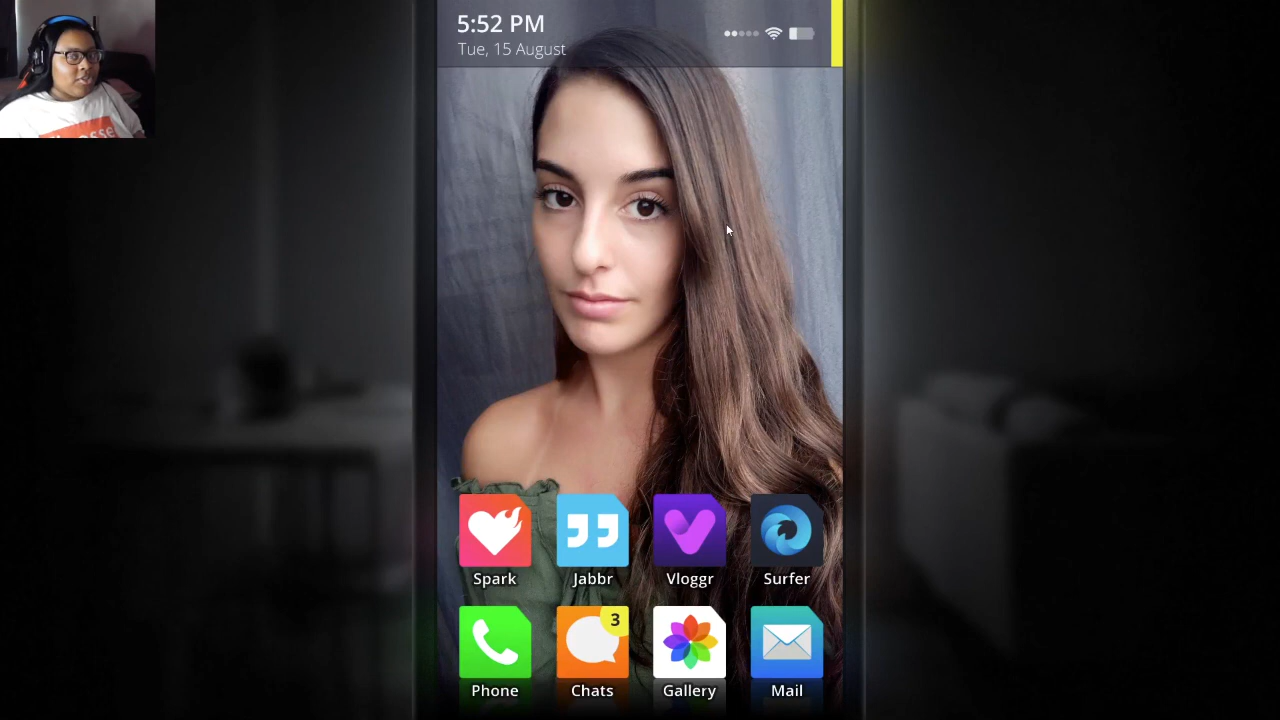 5:52 PM
Tue, 15 August
Spark
Jabbr
Vloggr
Surfer
3
Phone
Chats
Gallery
Mail